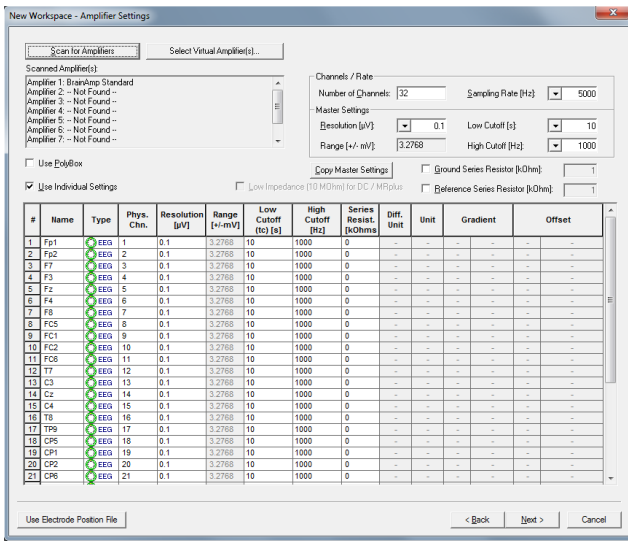 New Workspace - Amplifier Settings
Scan for Amplifiers
Select Virtual Amplifier(s)...
Scanned Amplifier(s):
Amplifier 1: BrainAmp Standard
Amplifier 2: -- Not Found --
Amplifier 3: -- Not Found --
Amplifier 4: -- Not Found --
Amplifier 5: -- Not Found --
Amplifier 6: -- Not Found --
Amplifier 7: -- Not Found --
Channels / Rate
Number of Channels: 32 Sampling Rate [Hz]: 5000
Master Settings
Resolution [µV]: 0.1 Low Cutoff [s]: 10
Range [+/- mV]: 3.2768 High Cutoff [Hz]: 1000
Use PolyBox
Copy Master Settings
Ground Series Resistor [kOhm]: 1
Use Individual Settings
Low Impedance (10 MOhm) for DC / MRplus
Reference Series Resistor [kOhm]: 1
# Name Type Phys. Chn. Resolution [µV] Range [+/-mV] Low Cutoff (tc) [s] High Cutoff [Hz] Series Resist. [kOhms Diff. Unit Unit Gradient Offset
1 Fp1 EEG 1 0.1 3.2768 10 1000 0 - - - - - -
2 Fp2 EEG 2 0.1 3.2768 10 1000 0 - - - - - -
3 F7 EEG 3 0.1 3.2768 10 1000 0 - - - - - -
4 F3 EEG 4 0.1 3.2768 10 1000 0 - - - - - -
5 Fz EEG 5 0.1 3.2768 10 1000 0 - - - - - -
6 F4 EEG 6 0.1 3.2768 10 1000 0 - - - - - -
7 F8 EEG 7 0.1 3.2768 10 1000 0 - - - - - -
8 FC5 EEG 8 0.1 3.2768 10 1000 0 - - - - - -
9 FC1 EEG 9 0.1 3.2768 10 1000 0 - - - - - -
10 FC2 EEG 10 0.1 3.2768 10 1000 0 - - - - - -
11 FC6 EEG 11 0.1 3.2768 10 1000 0 - - - - - -
12 T7 EEG 12 0.1 3.2768 10 1000 0 - - - - - -
13 C3 EEG 13 0.1 3.2768 10 1000 0 - - - - - -
14 Cz EEG 14 0.1 3.2768 10 1000 0 - - - - - -
15 C4 EEG 15 0.1 3.2768 10 1000 0 - - - - - -
16 T8 EEG 16 0.1 3.2768 10 1000 0 - - - - - -
17 TP9 EEG 17 0.1 3.2768 10 1000 0 - - - - - -
18 CP5 EEG 18 0.1 3.2768 10 1000 0 - - - - - -
19 CP1 EEG 19 0.1 3.2768 10 1000 0 - - - - - -
20 CP2 EEG 20 0.1 3.2768 10 1000 0 - - - - - -
21 CP6 EEG 21 0.1 3.2768 10 1000 0 - - - - - -
Use Electrode Position File
< Back Next > Cancel